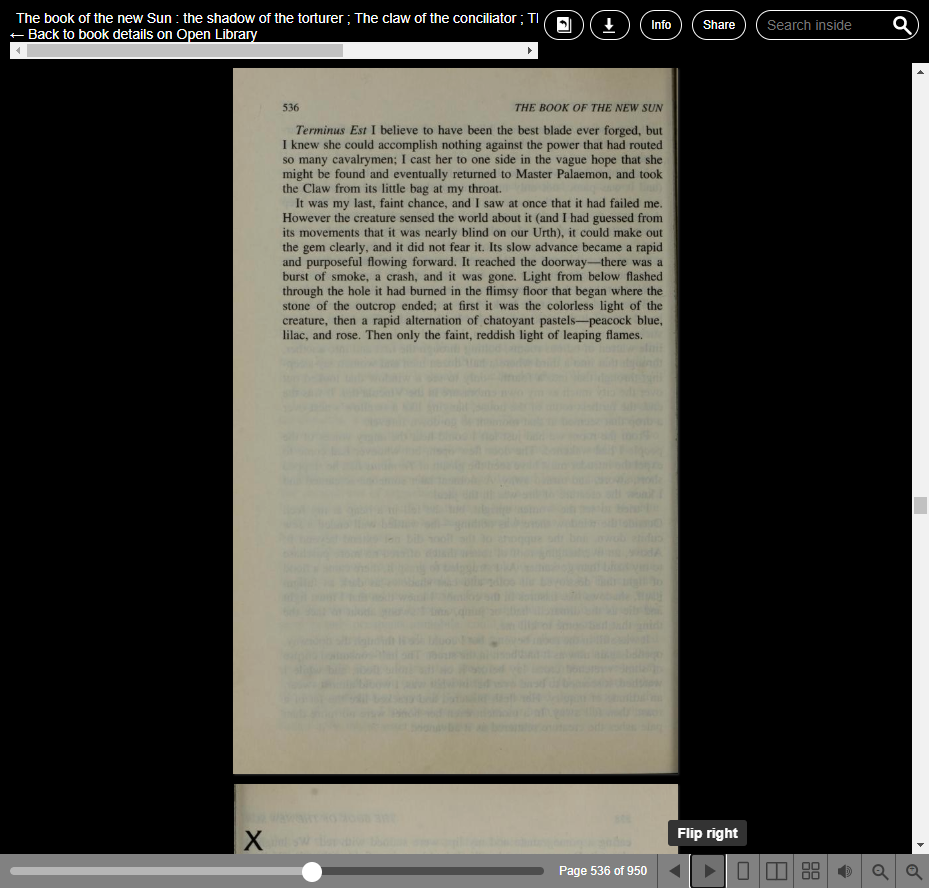 The book of the new Sun : the shadow of the torturer ; The claw of the conciliator ; Tl
← Back to book details on Open Library
Info
Share
Search inside
536
THE BOOK OF THE NEW SUN
Terminus Est I believe to have been the best blade ever forged, but
I knew she could accomplish nothing against the power that had routed
so many cavalrymen; I cast her to one side in the vague hope that she
might be found and eventually returned to Master Palaemon, and took
the Claw from its little bag at my throat.
It was my last, faint chance, and I saw at once that it had failed me.
However the creature sensed the world about it (and I had guessed from
its movements that it was nearly blind on our Urth), it could make out
the gem clearly, and it did not fear it. Its slow advance became a rapid
and purposeful flowing forward. It reached the doorway—there was a
burst of smoke, a crash, and it was gone. Light from below flashed
through the hole it had burned in the flimsy floor that began where the
stone of the outcrop ended; at first it was the colorless light of the
creature, then a rapid alternation of chatoyant pastels—peacock blue,
lilac, and rose. Then only the faint, reddish light of leaping flames.
X
Flip right
Page 536 of 950